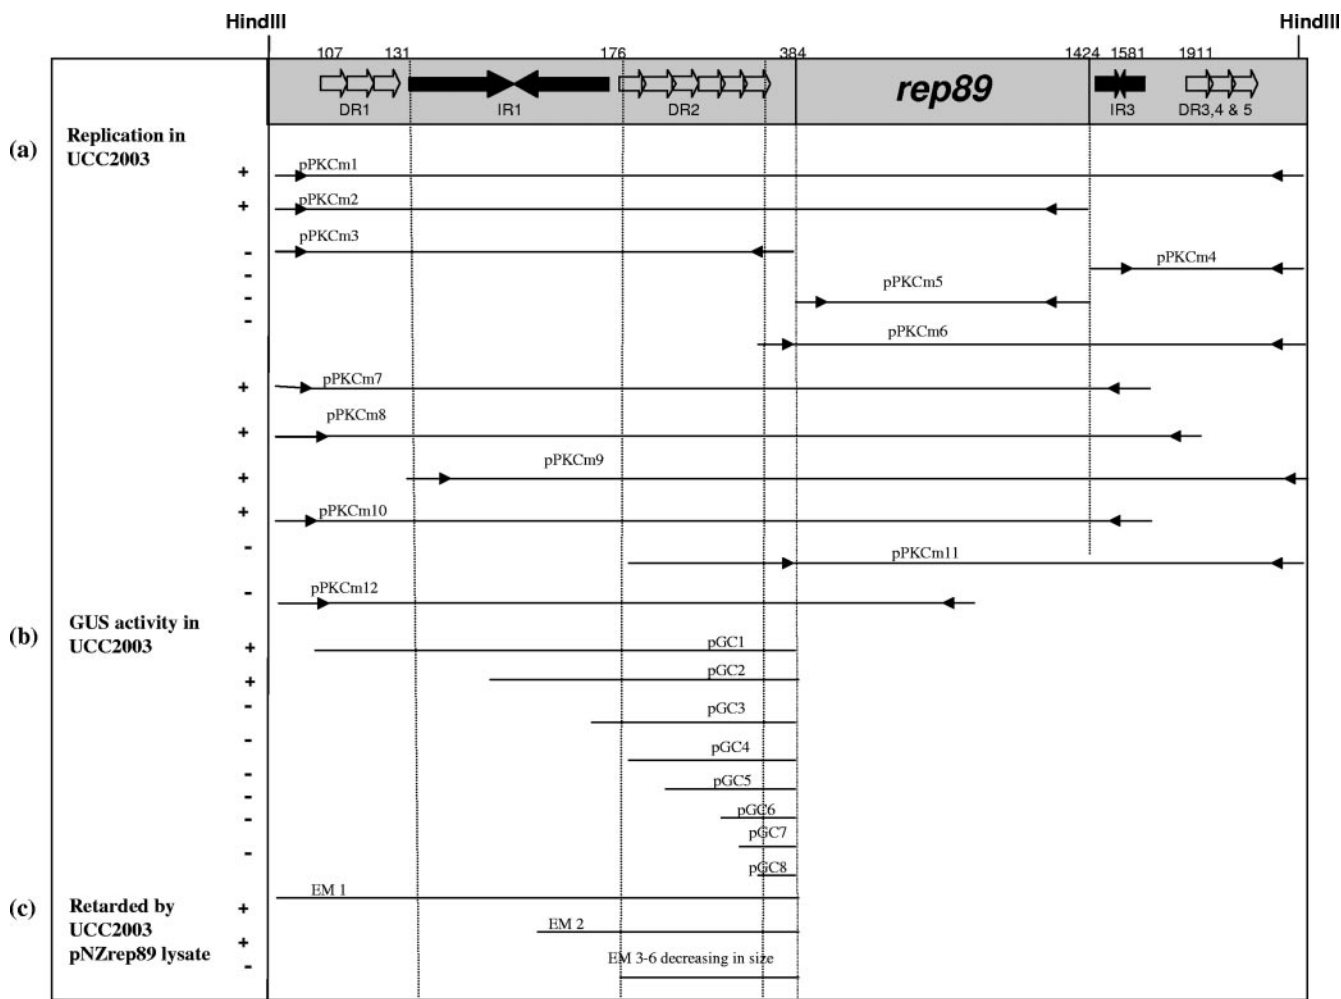 HindIII HindIII
107 131 176 384 1424 1581 1911
rep89
DR1 IR1 DR2 IR3 DR3,4 & 5
(a) Replication in
UCC2003
+ pPKCm1
+ pPKCm2
- pPKCm3
- pPKCm4
- pPKCm5
- pPKCm6
+ pPKCm7
+ pPKCm8
+ pPKCm9
+ pPKCm10
- pPKCm11
- pPKCm12
(b) GUS activity in
UCC2003
+ pGC1
+ pGC2
- pGC3
- pGC4
- pGC5
- pGC6
- pGC7
- pGC8
(c) Retarded by
UCC2003
pNZrep89 lysate
+ EM 1
+ EM 2
- EM 3-6 decreasing in size